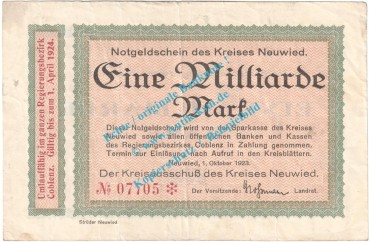 Umlauffähig im ganzen Regierungsbezirk
Coblenz. Gültig bis zum 1. April 1924.
Notgeldschein des Kreises Neuwied.
Eine Milliarde
Mark
Dieser Notgeldschein wird von der Sparkasse des Kreises
Neuwied sowie allen öffentlichen Banken und Kassen
des Regierungsbezirkes Coblenz in Zahlung genommen.
Termin zur Einlösung nach Aufruf in den Kreisblättern.
Neuwied, 1. Oktober 1923.
Der Kreisausschuß des Kreises Neuwied.
№ 07705 ✻
Der Vorsitzende:
Landrat.
Neuwied